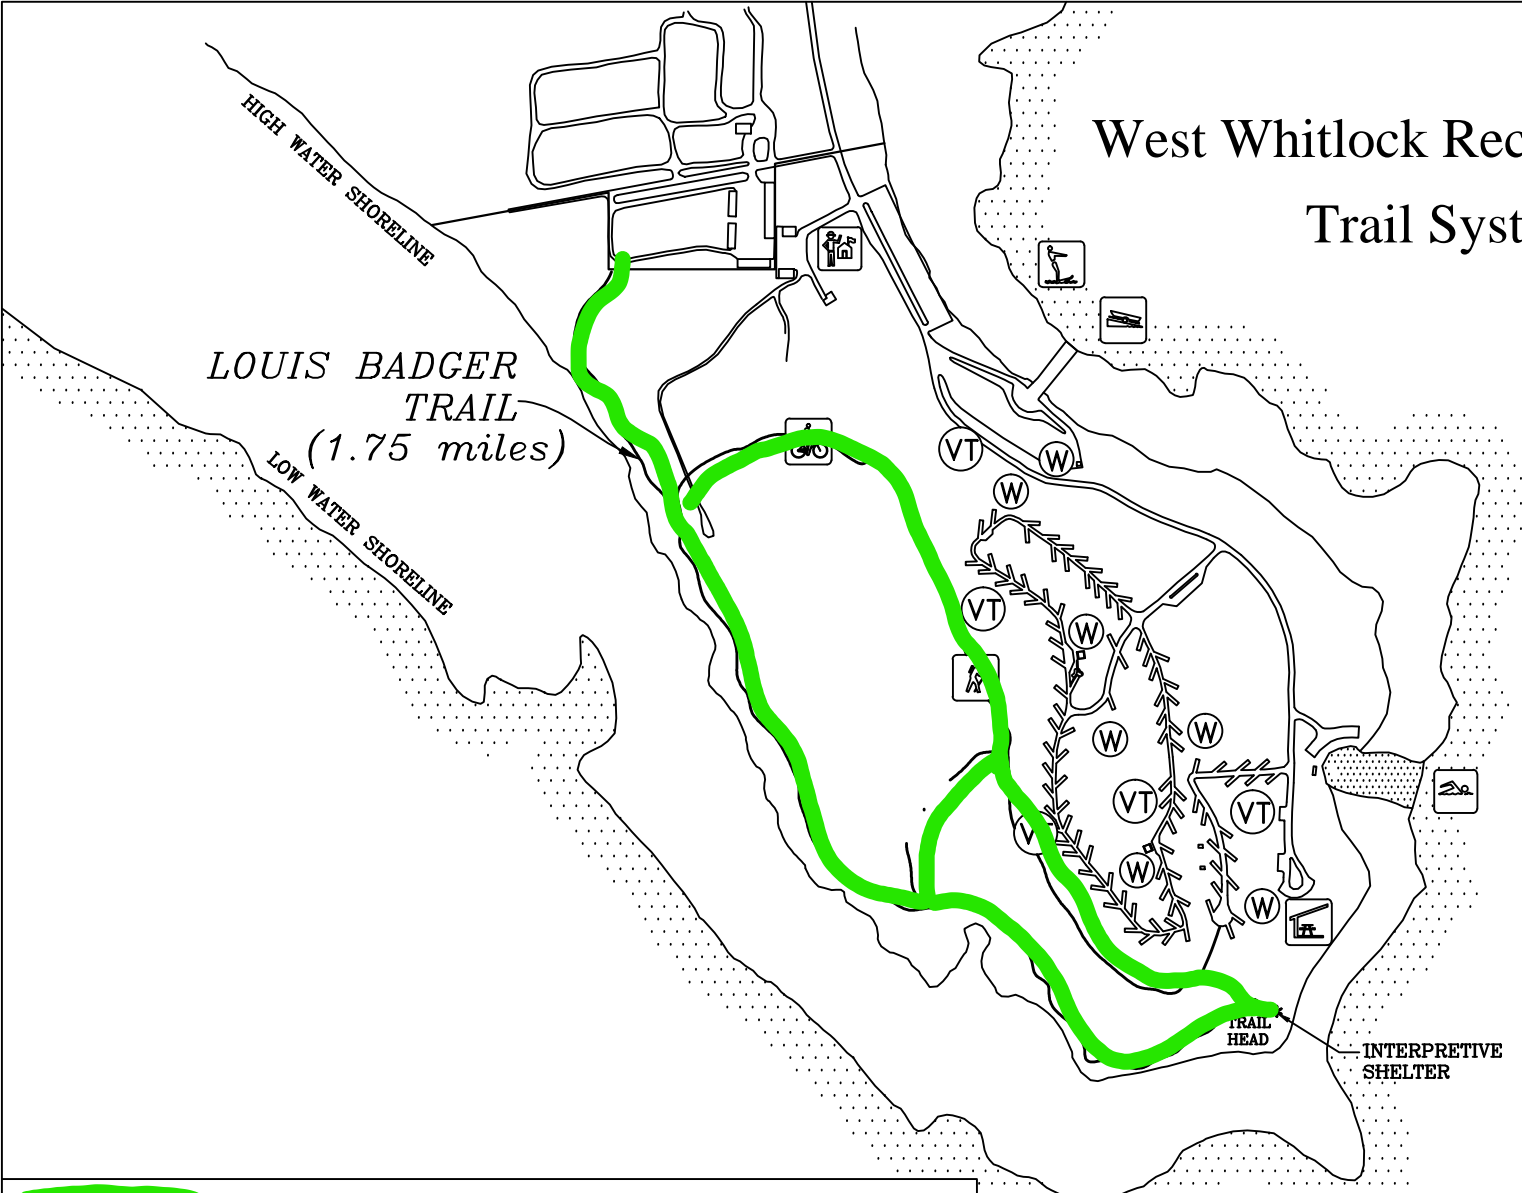 West Whitlock Rec
Trail Syst
HIGH WATER SHORELINE
LOUIS BADGER
TRAIL
(1.75 miles)
LOW WATER SHORELINE
VT
W
W
VT
W
W
W
VT
VT
W
W
TRAIL
HEAD
INTERPRETIVE
SHELTER